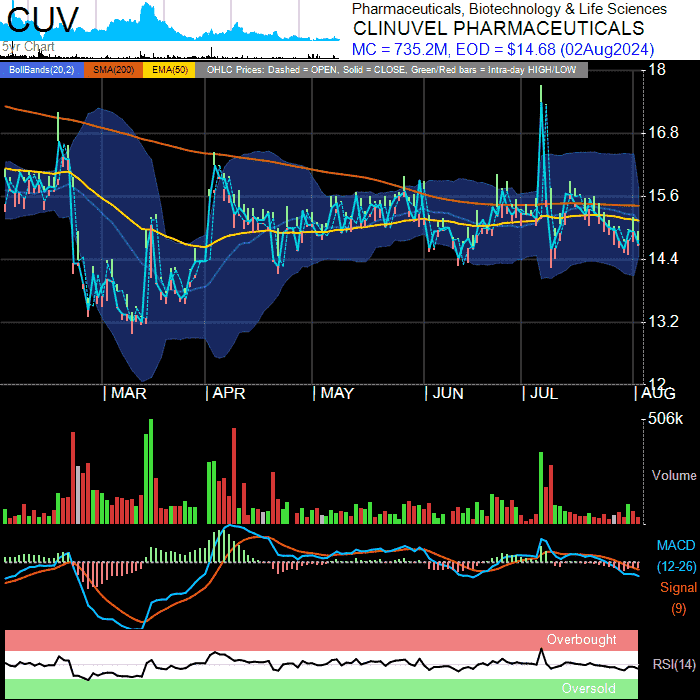 CUV
Pharmaceuticals, Biotechnology & Life Sciences
CLINUVEL PHARMACEUTICALS
5yr Chart
MC = 735.2M, EOD = $14.68 (02Aug2024)
BollBands(20,2) SMA(200) EMA(50) OHLC Prices: Dashed = OPEN, Solid = CLOSE, Green/Red bars = Intra-day HIGH/LOW
18
16.8
15.6
14.4
13.2
12
MAR APR MAY JUN JUL AUG
506k
Volume
MACD
(12-26)
Signal
(9)
Overbought
RSI(14)
Oversold